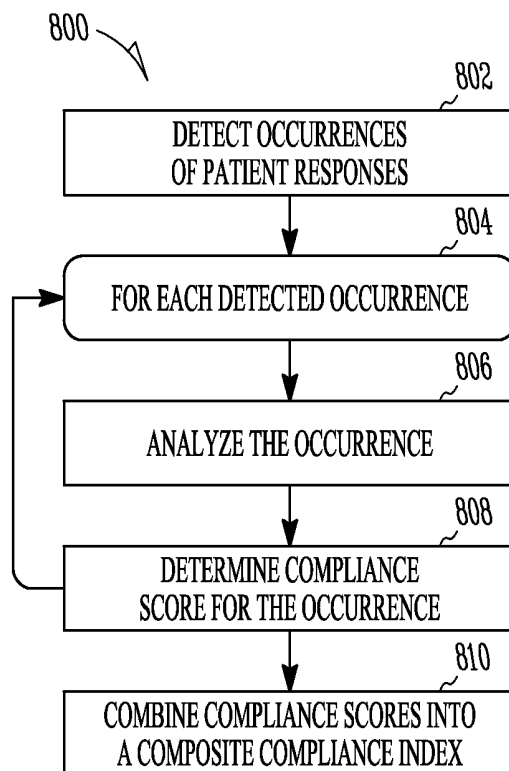 800
802
DETECT OCCURRENCES
OF PATIENT RESPONSES
804
FOR EACH DETECTED OCCURRENCE
806
ANALYZE THE OCCURRENCE
808
DETERMINE COMPLIANCE
SCORE FOR THE OCCURRENCE
810
COMBINE COMPLIANCE SCORES INTO
A COMPOSITE COMPLIANCE INDEX